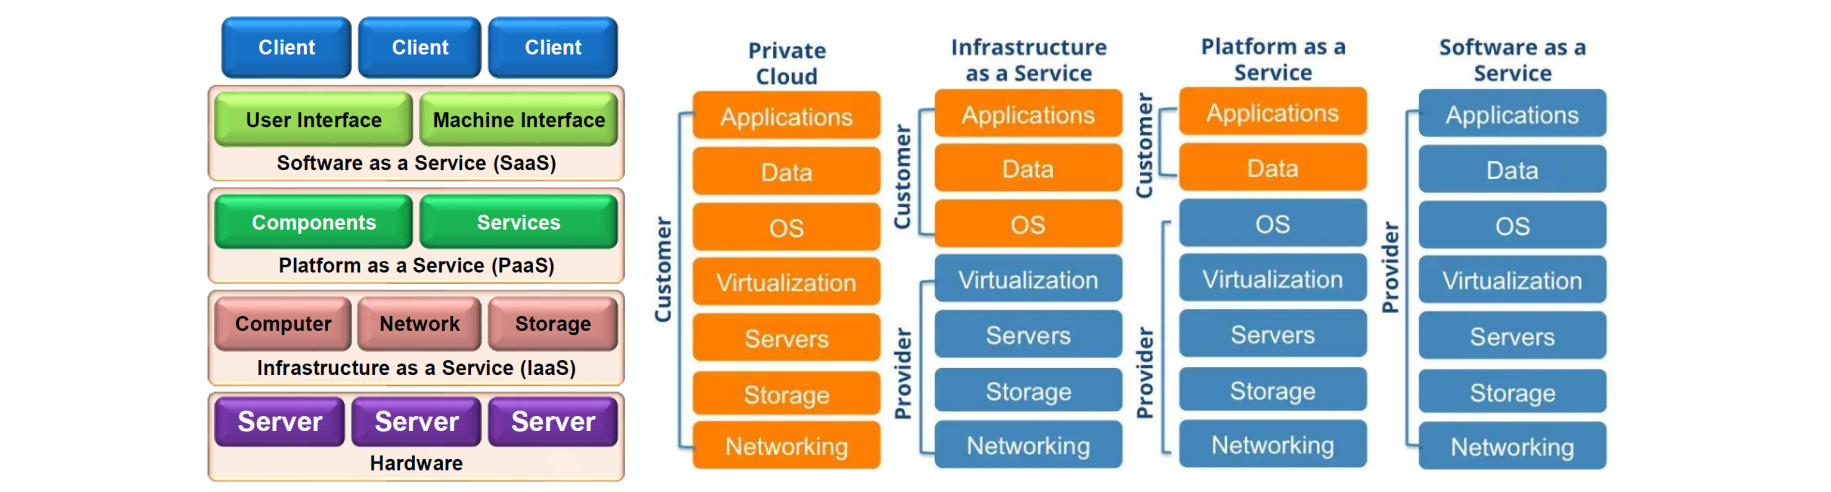 Client
Client
Client
User Interface
Machine Interface
Software as a Service (SaaS)
Components
Services
Platform as a Service (PaaS)
Computer
Network
Storage
Infrastructure as a Service (IaaS)
Server
Server
Server
Hardware
Private
Cloud
Customer
Applications
Data
OS
Virtualization
Servers
Storage
Networking
Infrastructure
as a Service
Customer
Applications
Data
OS
Provider
Virtualization
Servers
Storage
Networking
Platform as a
Service
Customer
Applications
Data
Provider
OS
Virtualization
Servers
Storage
Networking
Software as a
Service
Provider
Applications
Data
OS
Virtualization
Servers
Storage
Networking